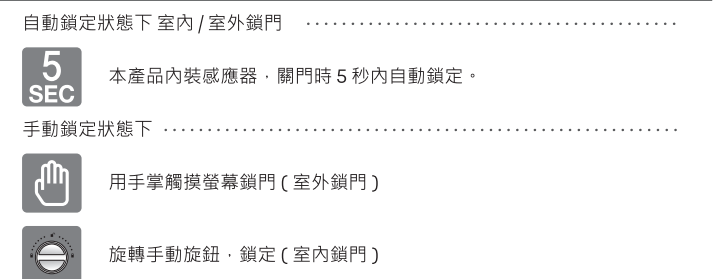 自動鎖定狀態下 室內 / 室外鎖門
5 SEC
本產品內裝感應器，關門時 5 秒內自動鎖定。
手動鎖定狀態下
用手掌觸摸螢幕鎖門 ( 室外鎖門 )
旋轉手動旋鈕，鎖定 ( 室內鎖門 )